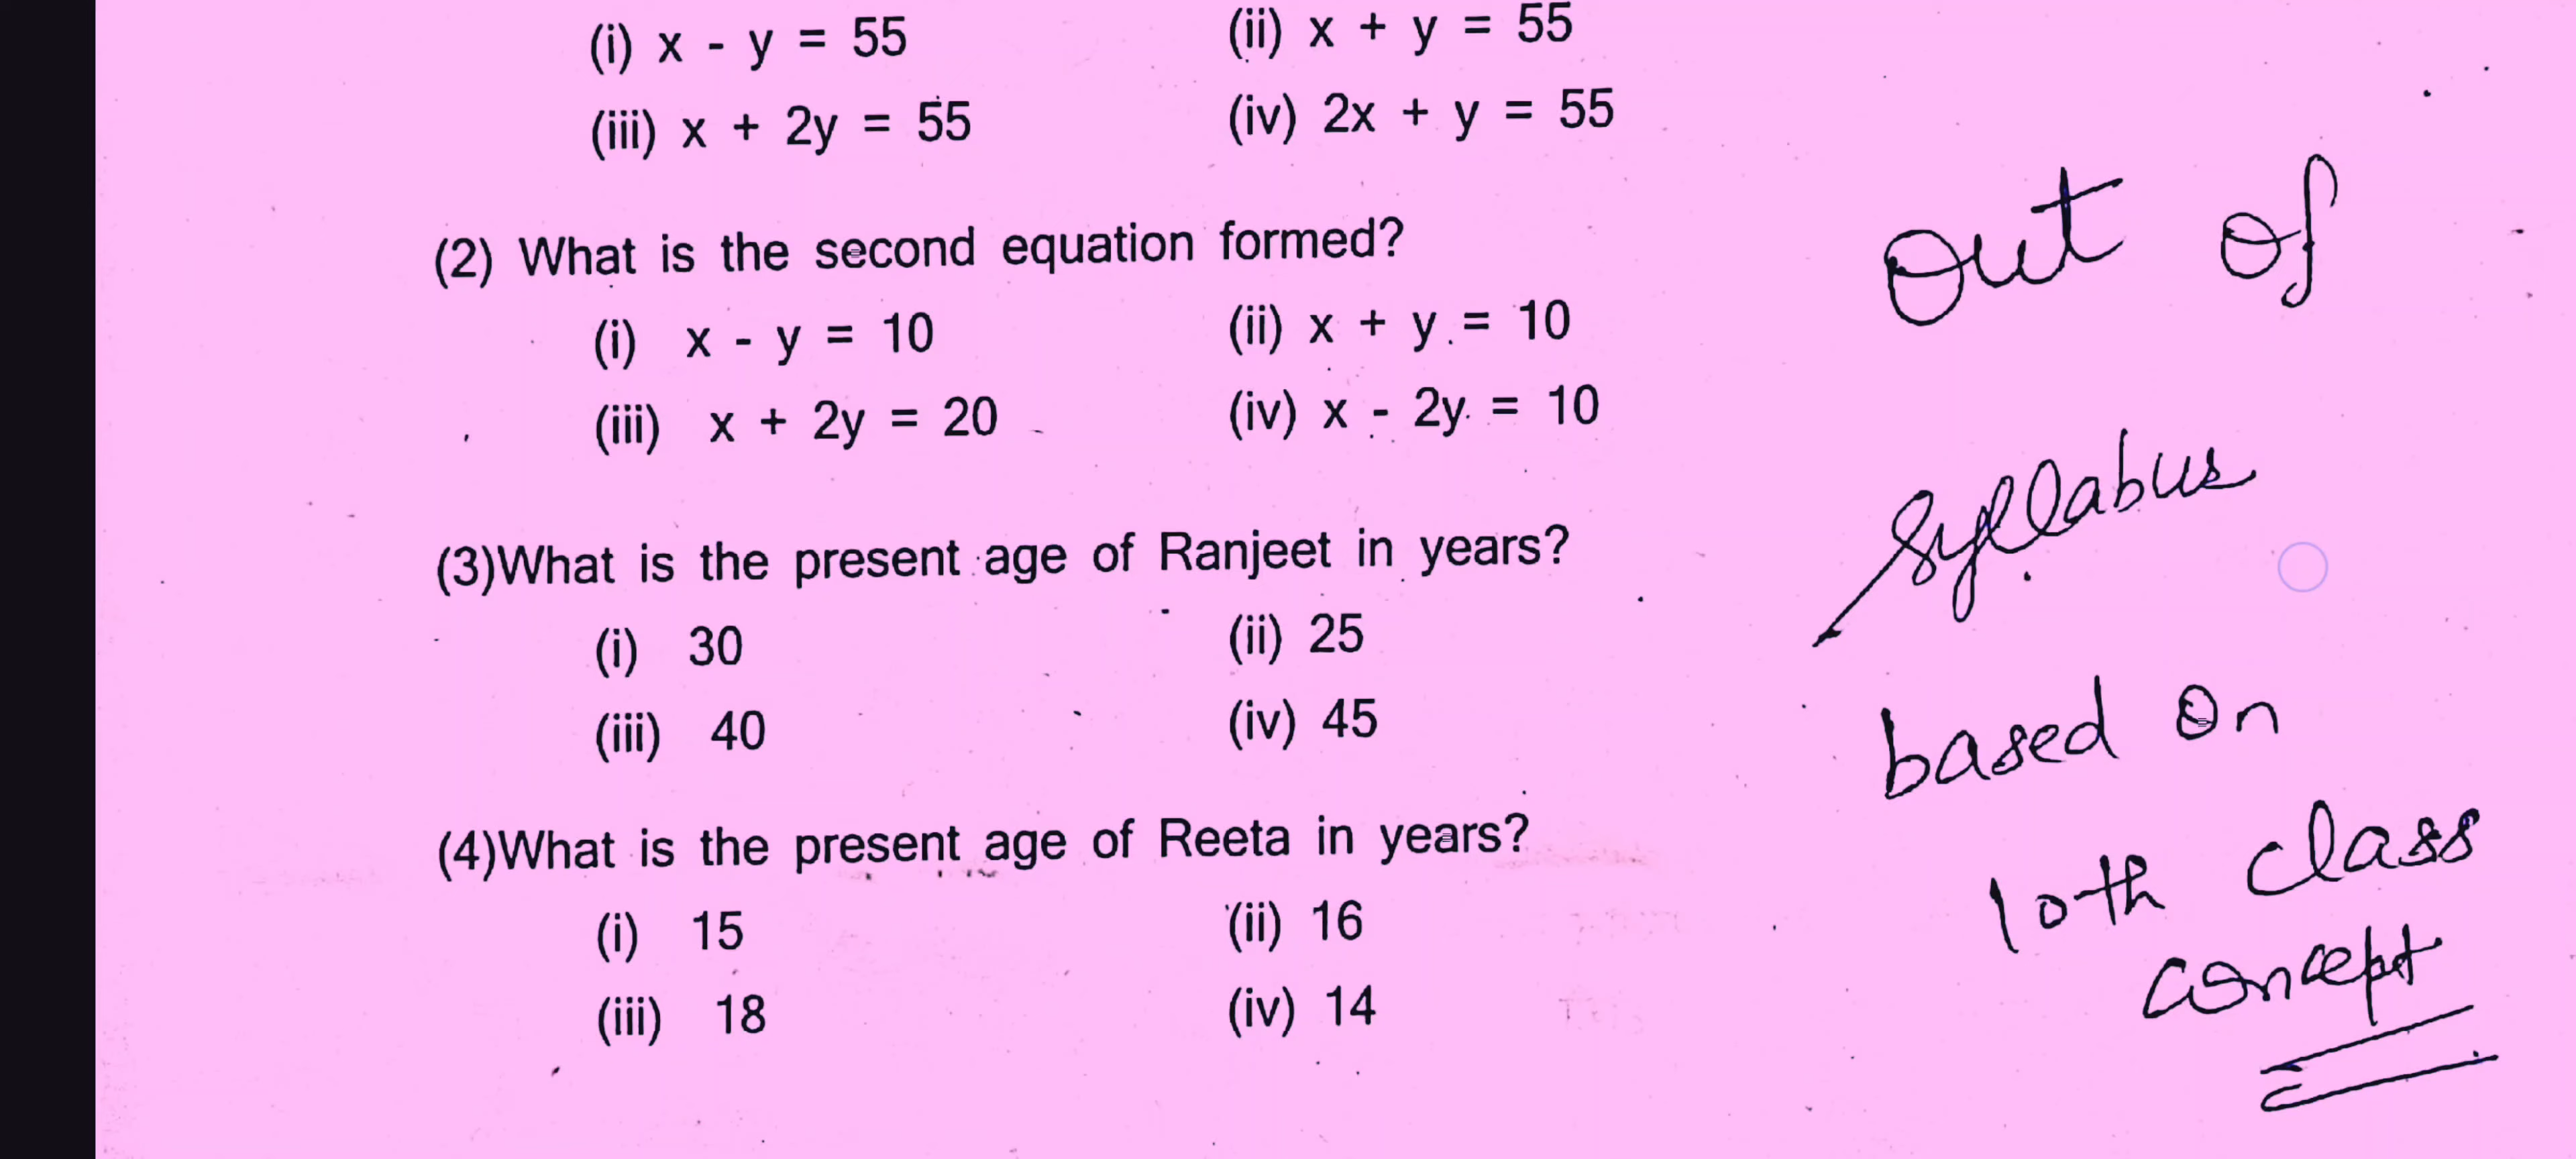 (i) x - y = 55 (ii) x + y = 55
(iii) x + 2y = 55 (iv) 2x + y = 55
(2) What is the second equation formed?
(i) x - y = 10 (ii) x + y = 10
(iii) x + 2y = 20 (iv) x - 2y = 10
(3)What is the present age of Ranjeet in years?
(i) 30 (ii) 25
(iii) 40 (iv) 45
(4)What is the present age of Reeta in years?
(i) 15 (ii) 16
(iii) 18 (iv) 14
out of
syllabus
based on
10th class
concept